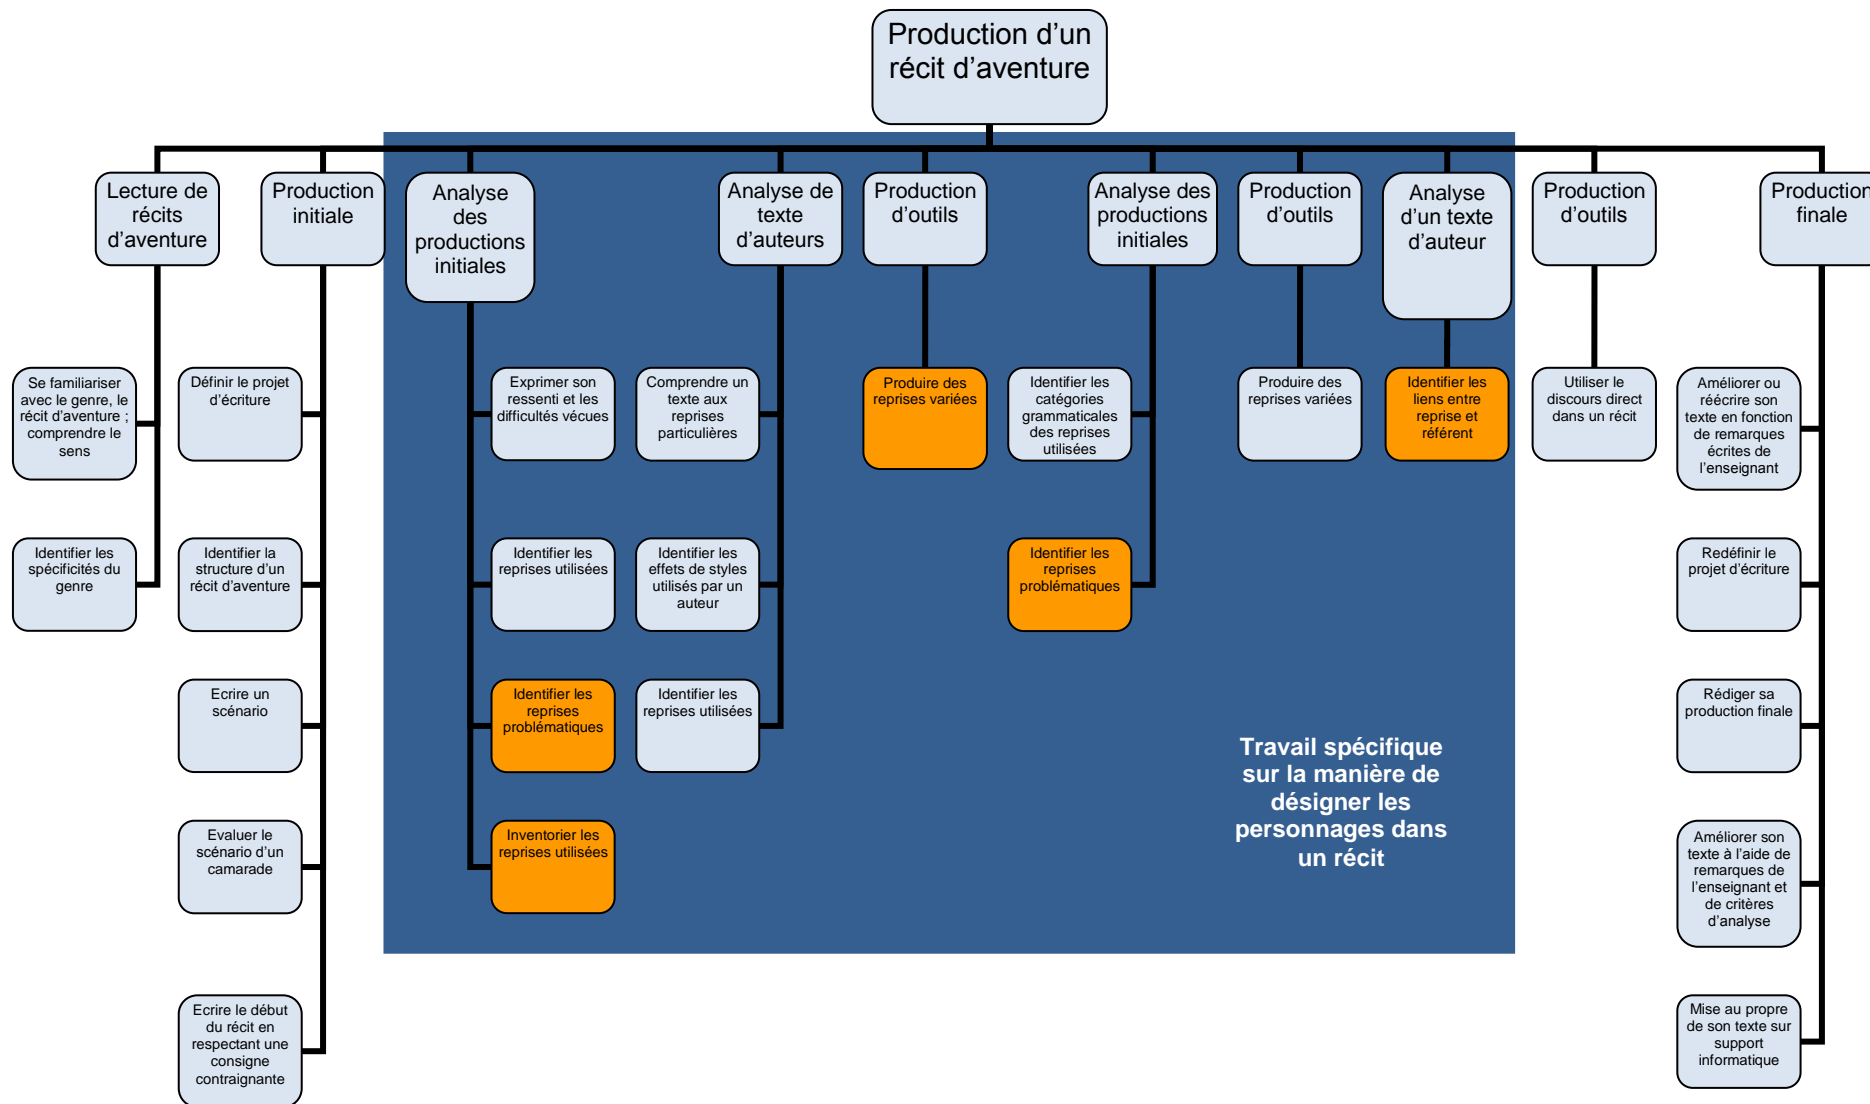 Production d’un
récit d’aventure
Lecture de
récits
d’aventure
Production
initiale
Analyse
des
productions
initiales
Analyse de
texte
d’auteurs
Production
d’outils
Analyse des
productions
initiales
Production
d’outils
Analyse
d’un texte
d’auteur
Production
d’outils
Production
finale
Se familiariser
avec le genre, le
récit d’aventure ;
comprendre le
sens
Définir le projet
d’écriture
Exprimer son
ressenti et les
difficultés vécues
Comprendre un
texte aux
reprises
particulières
Produire des
reprises variées
Identifier les
catégories
grammaticales
des reprises
utilisées
Produire des
reprises variées
Identifier les
liens entre
reprise et
référent
Utiliser le
discours direct
dans un récit
Améliorer ou
réécrire son
texte en fonction
de remarques
écrites de
l’enseignant
Identifier les
spécificités du
genre
Identifier la
structure d’un
récit d’aventure
Identifier les
reprises utilisées
Identifier les
effets de styles
utilisés par un
auteur
Identifier les
reprises
problématiques
Redéfinir le
projet d’écriture
Ecrire un
scénario
Identifier les
reprises
problématiques
Identifier les
reprises utilisées
Rédiger sa
production finale
Travail spécifique
sur la manière de
désigner les
personnages dans
un récit
Evaluer le
scénario d’un
camarade
Inventorier les
reprises utilisées
Améliorer son
texte à l’aide de
remarques de
l’enseignant et
de critères
d’analyse
Ecrire le début
du récit en
respectant une
consigne
contraignante
Mise au propre
de son texte sur
support
informatique